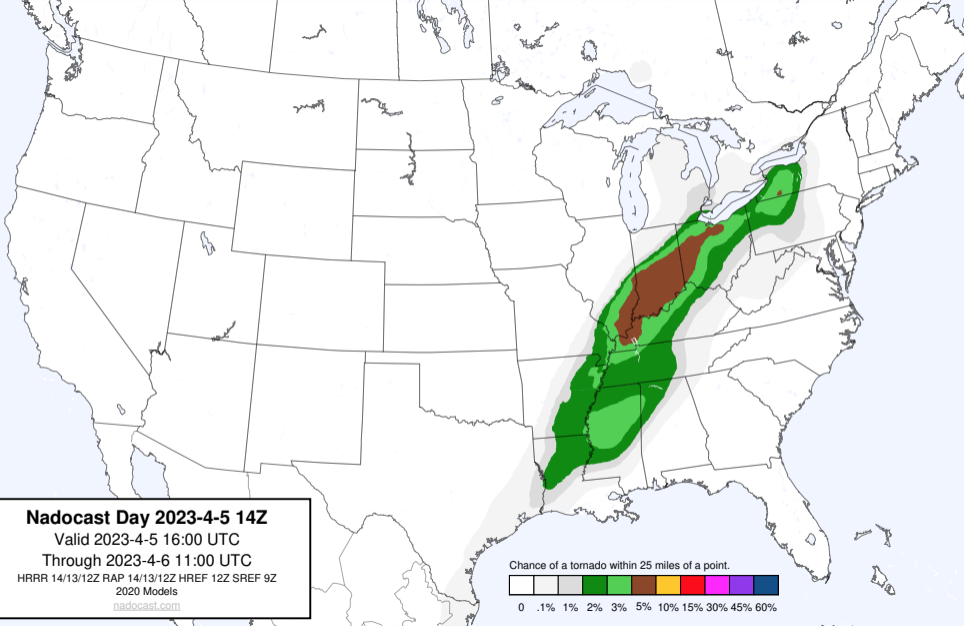 Nadocast Day 2023-4-5 14Z
Valid 2023-4-5 16:00 UTC
Through 2023-4-6 11:00 UTC
HRRR 14/13/12Z RAP 14/13/12Z HREF 12Z SREF 9Z
2020 Models
nadocast.com
Chance of a tornado within 25 miles of a point.
0 .1% 1% 2% 3% 5% 10% 15% 30% 45% 60%